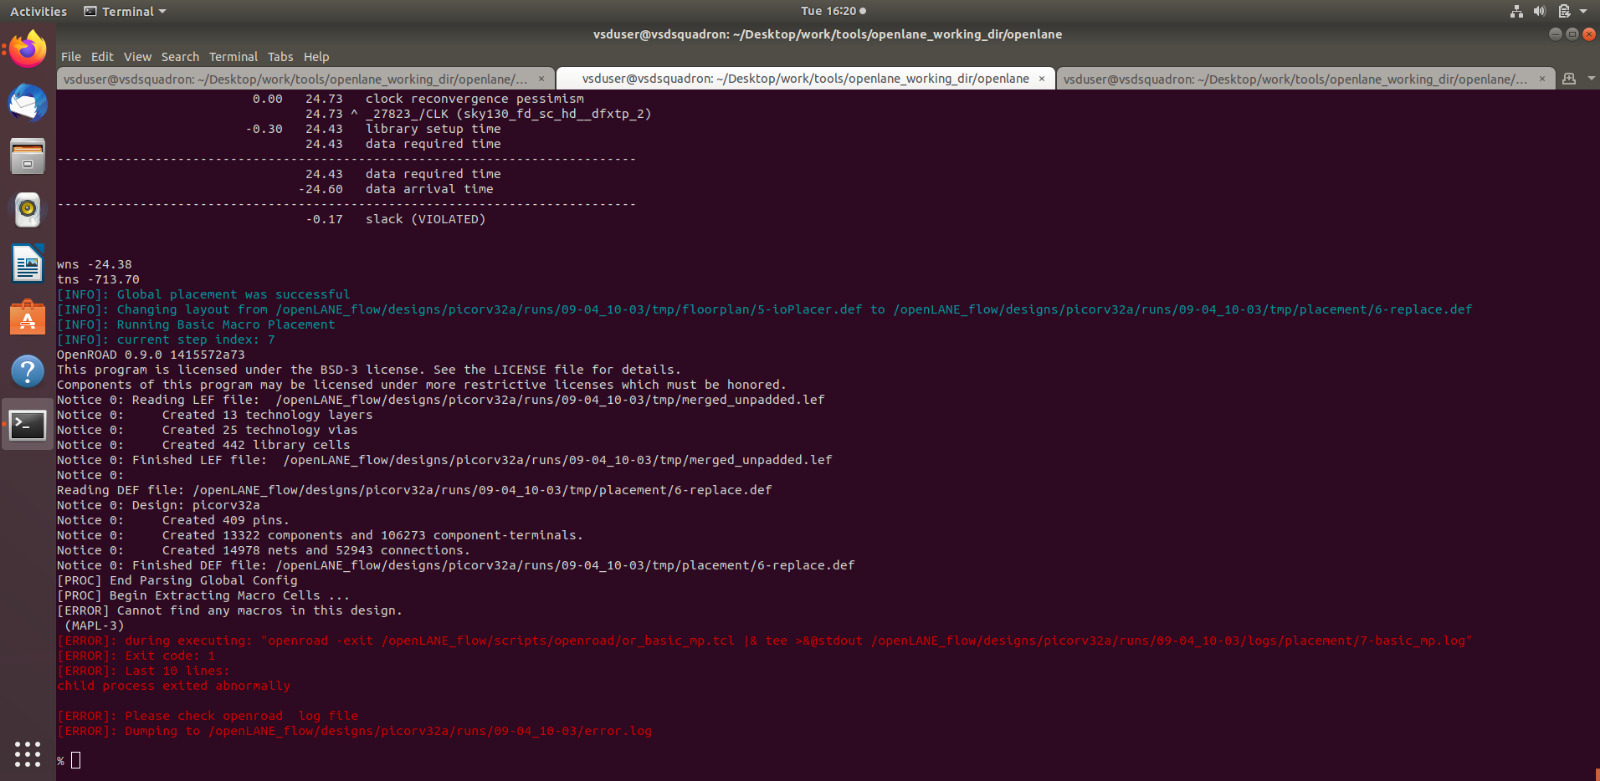 Activities Terminal Tue 16:20
vsduser@vsdsquadron: ~/Desktop/work/tools/openlane_working_dir/openlane
File Edit View Search Terminal Tabs Help
vsduser@vsdsquadron: ~/Desktop/work/tools/openlane_working_dir/openlane/... × vsduser@vsdsquadron: ~/Desktop/work/tools/openlane_working_dir/openlane × vsduser@vsdsquadron: ~/Desktop/work/tools/openlane_working_dir/openlane/... ×
0.00 24.73 clock reconvergence pessimism
24.73 ^ _27823_/CLK (sky130_fd_sc_hd__dfxtp_2)
-0.30 24.43 library setup time
24.43 data required time
-----------------------------------------------------------------------------
24.43 data required time
-24.60 data arrival time
-----------------------------------------------------------------------------
-0.17 slack (VIOLATED)
wns -24.38
tns -713.70
[INFO]: Global placement was successful
[INFO]: Changing layout from /openLANE_flow/designs/picorv32a/runs/09-04_10-03/tmp/floorplan/5-ioPlacer.def to /openLANE_flow/designs/picorv32a/runs/09-04_10-03/tmp/placement/6-replace.def
[INFO]: Running Basic Macro Placement
[INFO]: current step index: 7
OpenROAD 0.9.0 1415572a73
This program is licensed under the BSD-3 license. See the LICENSE file for details.
Components of this program may be licensed under more restrictive licenses which must be honored.
Notice 0: Reading LEF file:  /openLANE_flow/designs/picorv32a/runs/09-04_10-03/tmp/merged_unpadded.lef
Notice 0:     Created 13 technology layers
Notice 0:     Created 25 technology vias
Notice 0:     Created 442 library cells
Notice 0: Finished LEF file:  /openLANE_flow/designs/picorv32a/runs/09-04_10-03/tmp/merged_unpadded.lef
Notice 0:
Reading DEF file: /openLANE_flow/designs/picorv32a/runs/09-04_10-03/tmp/placement/6-replace.def
Notice 0: Design: picorv32a
Notice 0:     Created 409 pins.
Notice 0:     Created 13322 components and 106273 component-terminals.
Notice 0:     Created 14978 nets and 52943 connections.
Notice 0: Finished DEF file: /openLANE_flow/designs/picorv32a/runs/09-04_10-03/tmp/placement/6-replace.def
[PROC] End Parsing Global Config
[PROC] Begin Extracting Macro Cells ...
[ERROR] Cannot find any macros in this design.
(MAPL-3)
[ERROR]: during executing: "openroad -exit /openLANE_flow/scripts/openroad/or_basic_mp.tcl |& tee >&@stdout /openLANE_flow/designs/picorv32a/runs/09-04_10-03/logs/placement/7-basic_mp.log"
[ERROR]: Exit code: 1
[ERROR]: Last 10 lines:
child process exited abnormally
[ERROR]: Please check openroad  log file
[ERROR]: Dumping to /openLANE_flow/designs/picorv32a/runs/09-04_10-03/error.log
%